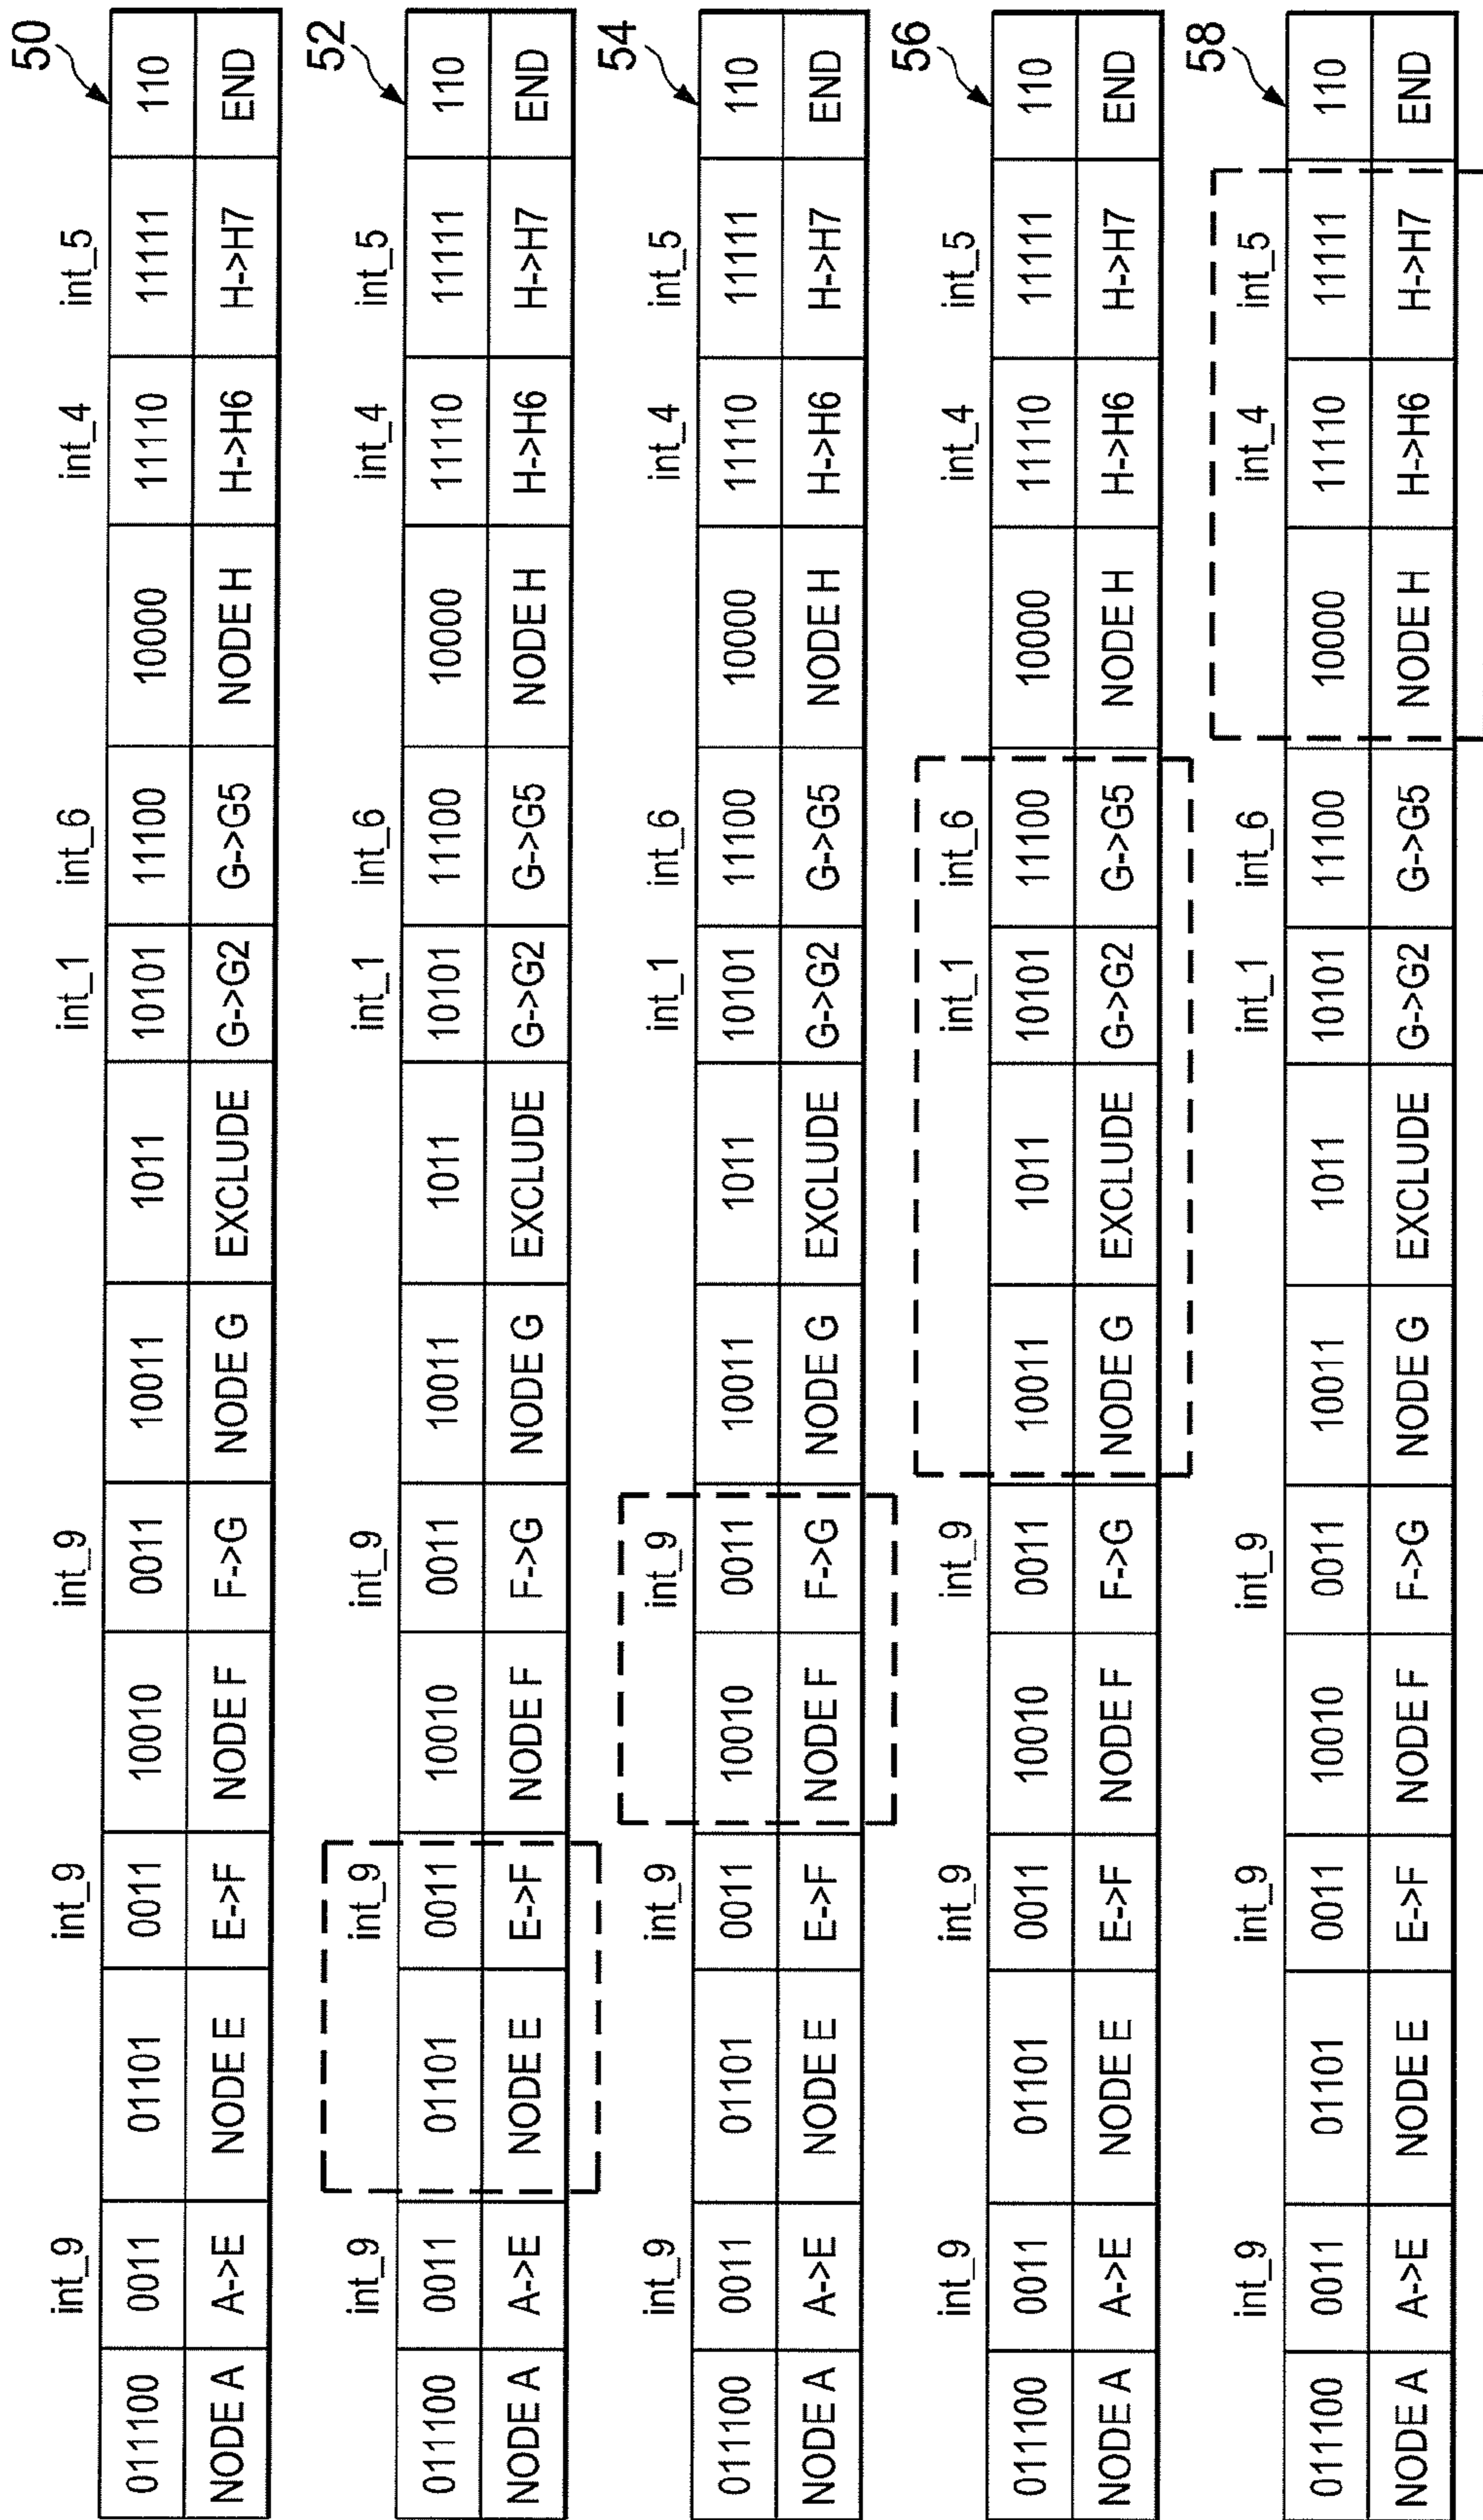 50
int_9 int_9 int_9 int_1 int_6 int_4 int_5
011100 0011 01101 0011 10010 0011 10011 1011 10101 11100 10000 11110 11111 110
NODE A A->E NODE E E->F NODE F F->G NODE G EXCLUDE G->G2 G->G5 NODE H H->H6 H->H7 END
52
int_9 int_9 int_9 int_1 int_6 int_4 int_5
011100 0011 01101 0011 10010 0011 10011 1011 10101 11100 10000 11110 11111 110
NODE A A->E NODE E E->F NODE F F->G NODE G EXCLUDE G->G2 G->G5 NODE H H->H6 H->H7 END
54
int_9 int_9 int_9 int_1 int_6 int_4 int_5
011100 0011 01101 0011 10010 0011 10011 1011 10101 11100 10000 11110 11111 110
NODE A A->E NODE E E->F NODE F F->G NODE G EXCLUDE G->G2 G->G5 NODE H H->H6 H->H7 END
56
int_9 int_9 int_9 int_1 int_6 int_4 int_5
011100 0011 01101 0011 10010 0011 10011 1011 10101 11100 10000 11110 11111 110
NODE A A->E NODE E E->F NODE F F->G NODE G EXCLUDE G->G2 G->G5 NODE H H->H6 H->H7 END
58
int_9 int_9 int_9 int_1 int_6 int_4 int_5
011100 0011 01101 0011 10010 0011 10011 1011 10101 11100 10000 11110 11111 110
NODE A A->E NODE E E->F NODE F F->G NODE G EXCLUDE G->G2 G->G5 NODE H H->H6 H->H7 END